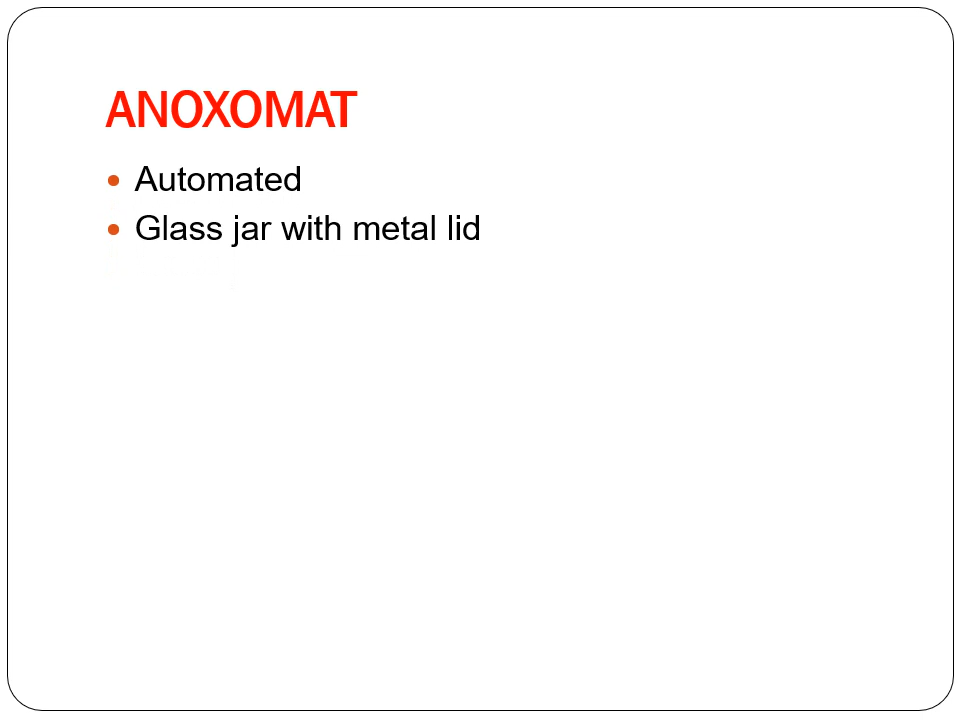 ANOXOMAT
• Automated
• Glass jar with metal lid